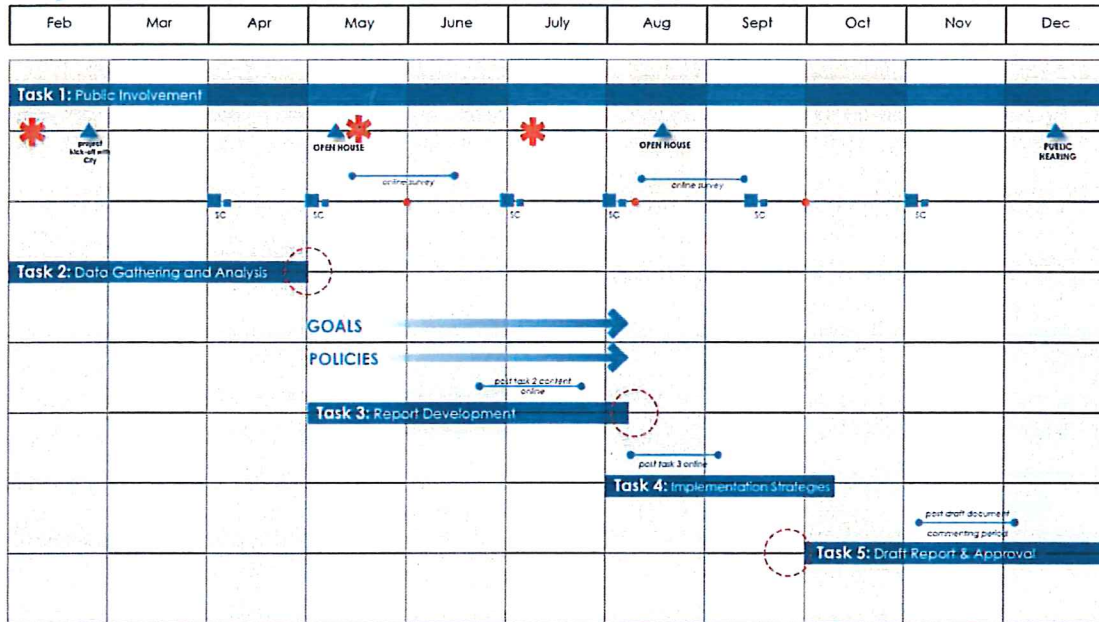 Feb Mar Apr May June July Aug Sept Oct Nov Dec
Task 1: Public Involvement
project
kick-off with
City
OPEN HOUSE
OPEN HOUSE
PUBLIC
HEARING
online survey
online survey
SC SC SC SC SC SC
Task 2: Data Gathering and Analysis
GOALS
POLICIES
post task 2 content
online
Task 3: Report Development
post task 3 online
Task 4: Implementation Strategies
post draft document
commenting period
Task 5: Draft Report & Approval